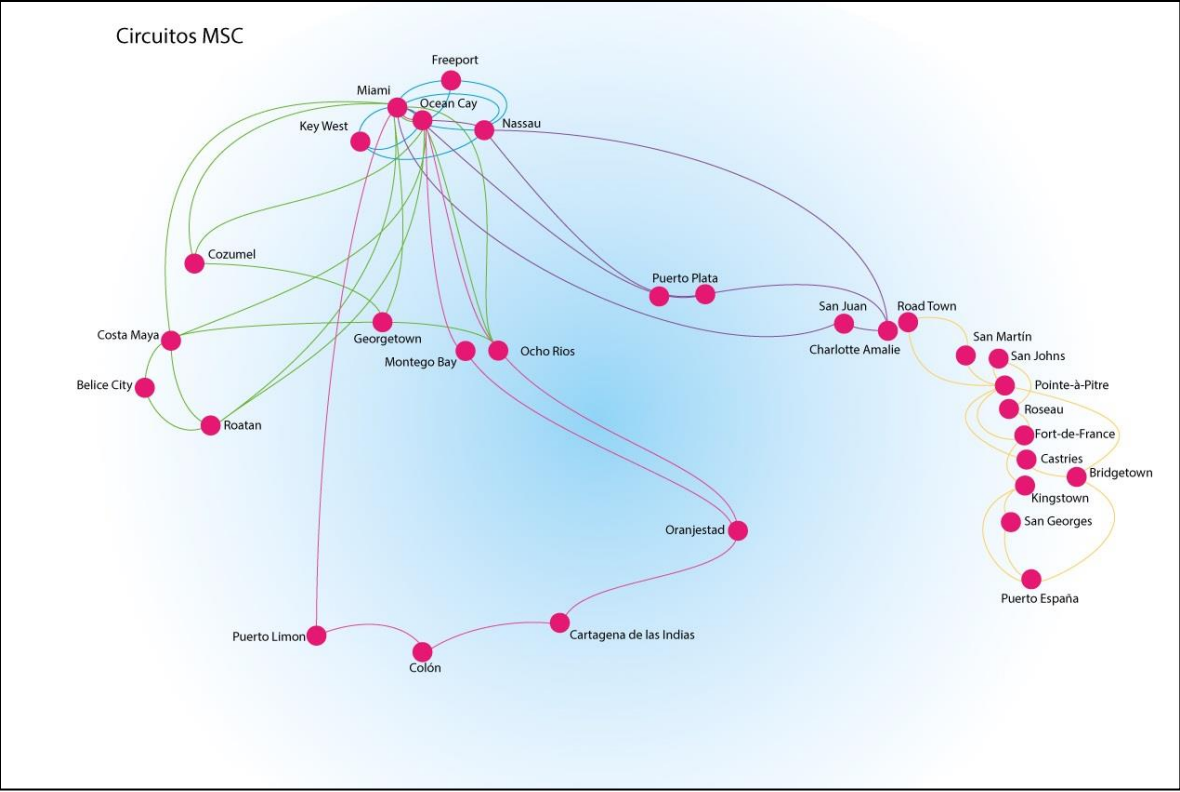 Circuitos MSC
Freeport
Miami
Ocean Cay
Key West
Nassau
Cozumel
Puerto Plata
San Juan
Road Town
Costa Maya
Georgetown
San Martín
Charlotte Amalie
Ocho Rios
San Johns
Montego Bay
Belice City
Pointe-à-Pitre
Roseau
Roatan
Fort-de-France
Castries
Bridgetown
Kingstown
San Georges
Oranjestad
Puerto España
Puerto Limon
Cartagena de las Indias
Colón